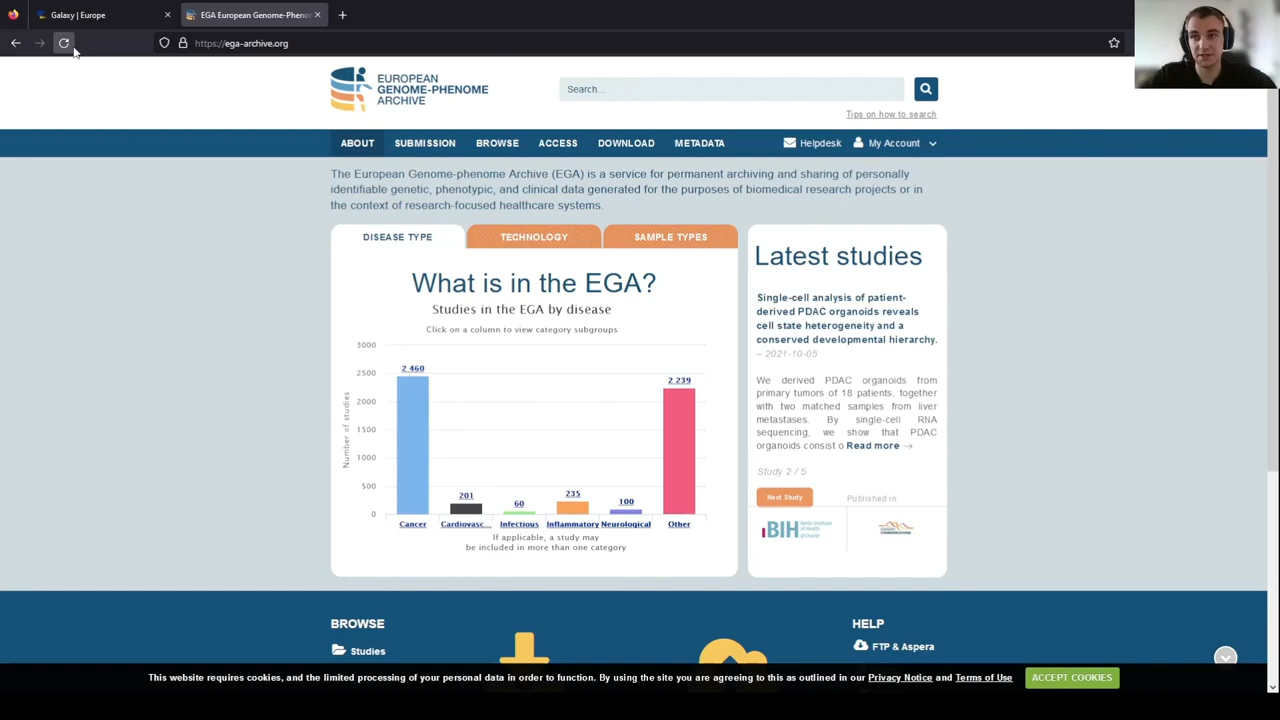 Galaxy | Europe
EGA European Genome-Pheno
https://ega-archive.org
EUROPEAN
GENOME-PHENOME
ARCHIVE
Search...
Tips on how to search
ABOUT SUBMISSION BROWSE ACCESS DOWNLOAD METADATA Helpdesk My Account
The European Genome-phenome Archive (EGA) is a service for permanent archiving and sharing of personally
identifiable genetic, phenotypic, and clinical data generated for the purposes of biomedical research projects or in
the context of research-focused healthcare systems.
DISEASE TYPE TECHNOLOGY SAMPLE TYPES
What is in the EGA?
Studies in the EGA by disease
Click on a column to view category subgroups
Number of studies
3000
2500
2000
1500
1000
500
0
2 460
201
60
235
100
2 239
Cancer Cardiovasc... Infectious Inflammatory Neurological Other
If applicable, a study may
be included in more than one category
Latest studies
Single-cell analysis of patient-
derived PDAC organoids reveals
cell state heterogeneity and a
conserved developmental hierarchy.
– 2021-10-05
We derived PDAC organoids from
primary tumors of 18 patients, together
with two matched samples from liver
metastases. By single-cell RNA
sequencing, we show that PDAC
organoids consist o Read more →
Study 2 / 5
Next Study
Published in:
BIH Berlin Institute
of Health
@Charité
BROWSE
Studies
HELP
FTP & Aspera
This website requires cookies, and the limited processing of your personal data in order to function. By using the site you are agreeing to this as outlined in our Privacy Notice and Terms of Use
ACCEPT COOKIES